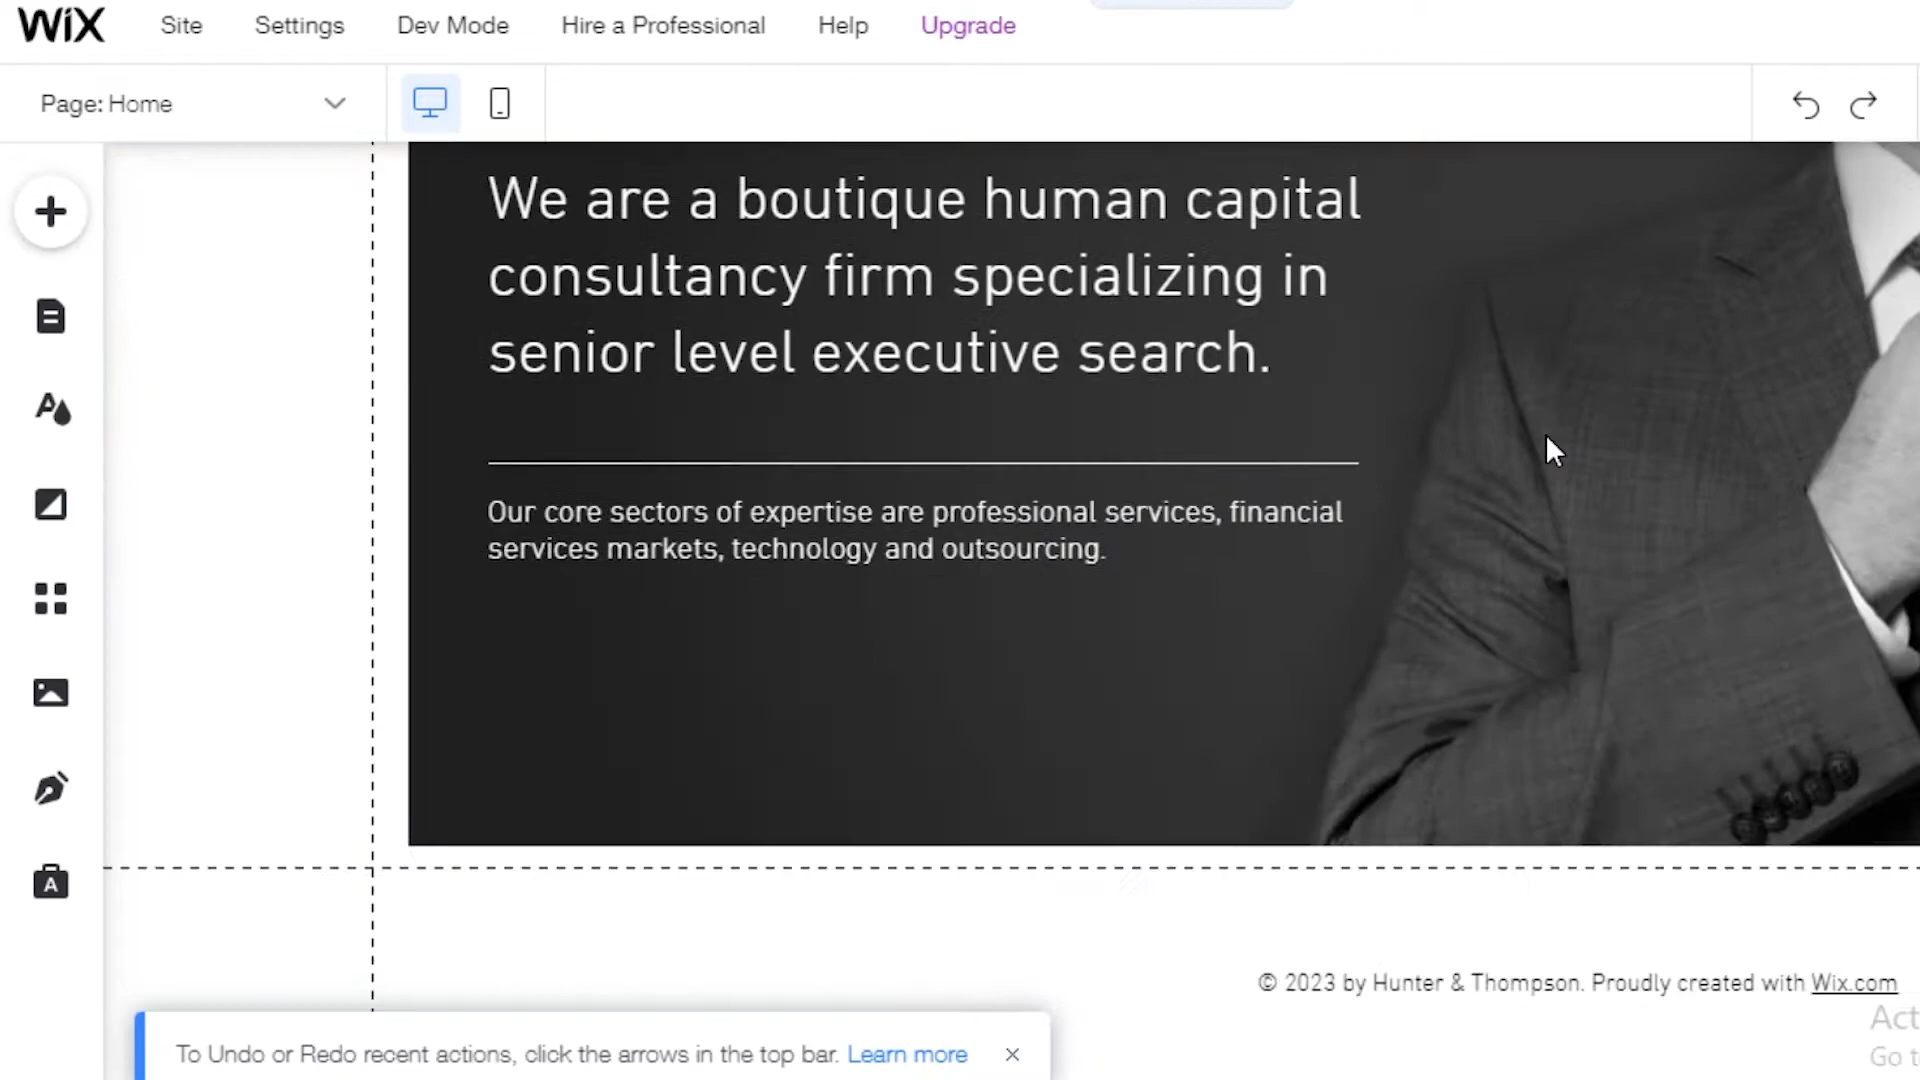 WiX Site Settings Dev Mode Hire a Professional Help Upgrade
Page: Home
We are a boutique human capital
consultancy firm specializing in
senior level executive search.
Our core sectors of expertise are professional services, financial
services markets, technology and outsourcing.
© 2023 by Hunter & Thompson. Proudly created with Wix.com
To Undo or Redo recent actions, click the arrows in the top bar. Learn more